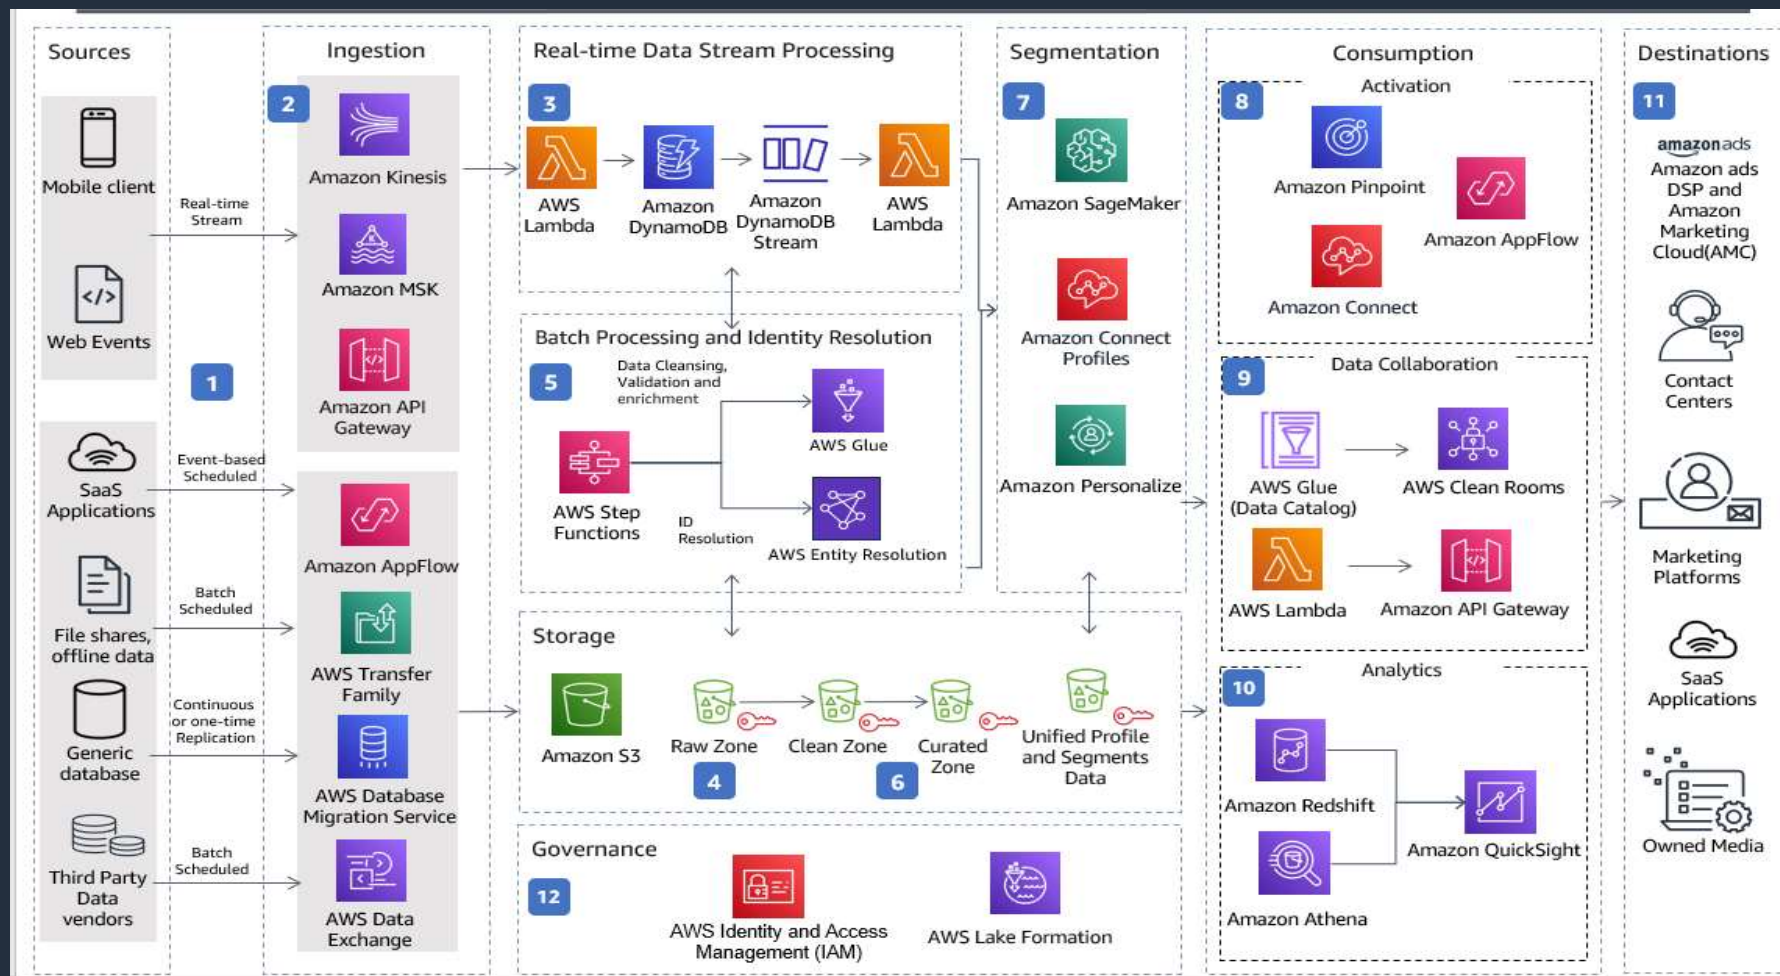 Sources
Mobile client
Web Events
SaaS
Applications
File shares,
offline data
Generic
database
Third Party
Data
vendors
Real-time
Stream
1
Event-based
Scheduled
Batch
Scheduled
Continuous
or one-time
Replication
Batch
Scheduled
Ingestion
2
Amazon Kinesis
K
Amazon MSK
</>
Amazon API
Gateway
Amazon AppFlow
AWS Transfer
Family
AWS Database
Migration Service
AWS Data
Exchange
Real-time Data Stream Processing
3
AWS
Lambda
Amazon
DynamoDB
Amazon
DynamoDB
Stream
AWS
Lambda
Batch Processing and Identity Resolution
5
Data Cleansing,
Validation and
enrichment
AWS Glue
AWS Step
Functions
ID
Resolution
AWS Entity Resolution
Storage
Amazon S3
Raw Zone
4
Clean Zone
6
Curated
Zone
Unified Profile
and Segments
Data
Governance
12
AWS Identity and Access
Management (IAM)
AWS Lake Formation
Segmentation
7
Amazon SageMaker
Amazon Connect
Profiles
Amazon Personalize
Consumption
Activation
8
Amazon Pinpoint
Amazon AppFlow
Amazon Connect
Data Collaboration
9
AWS Glue
(Data Catalog)
AWS Clean Rooms
AWS Lambda
</>
Amazon API Gateway
Analytics
10
Amazon Redshift
Amazon QuickSight
Amazon Athena
Destinations
11
amazon ads
Amazon ads
DSP and
Amazon
Marketing
Cloud(AMC)
Contact
Centers
Marketing
Platforms
SaaS
Applications
Owned Media